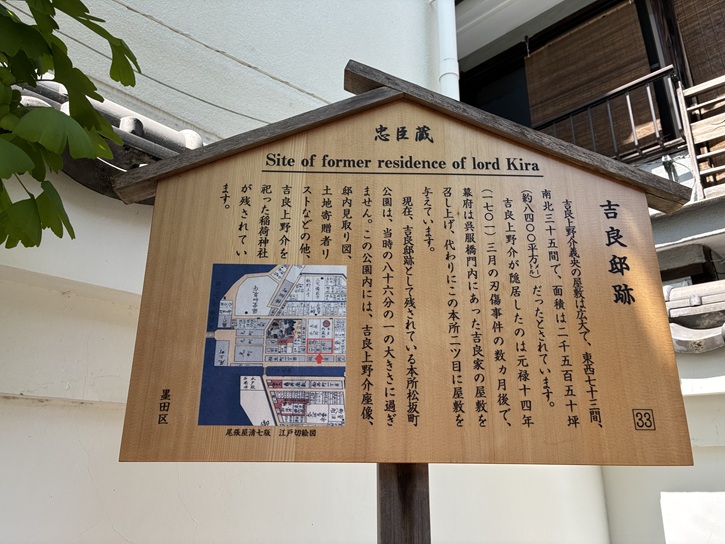 忠臣蔵
Site of former residence of lord Kira
吉良邸跡
吉良上野介義央の屋敷は広大で、東西七十三間、
南北三十五間で、面積は二千五百五十坪
(約八四〇〇平方㍍)だったとされています。
吉良上野介が隠居したのは元禄十四年
(一七〇一)三月の刃傷事件の数ヵ月後で、
幕府は呉服橋門内にあった吉良家の屋敷を
召し上げ、代わりにこの本所二ツ目に屋敷を
与えています。
現在、吉良邸跡として残されている本所松坂町
公園は、当時の八十六分の一の大きさに過ぎ
ません。この公園内には、吉良上野介座像、
邸内見取り図、
土地寄贈者リ
ストなどの他、
吉良上野介を
祀った稲荷神社
が残されてい
ます。
尾張屋清七版 江戸切絵図
墨田区
33